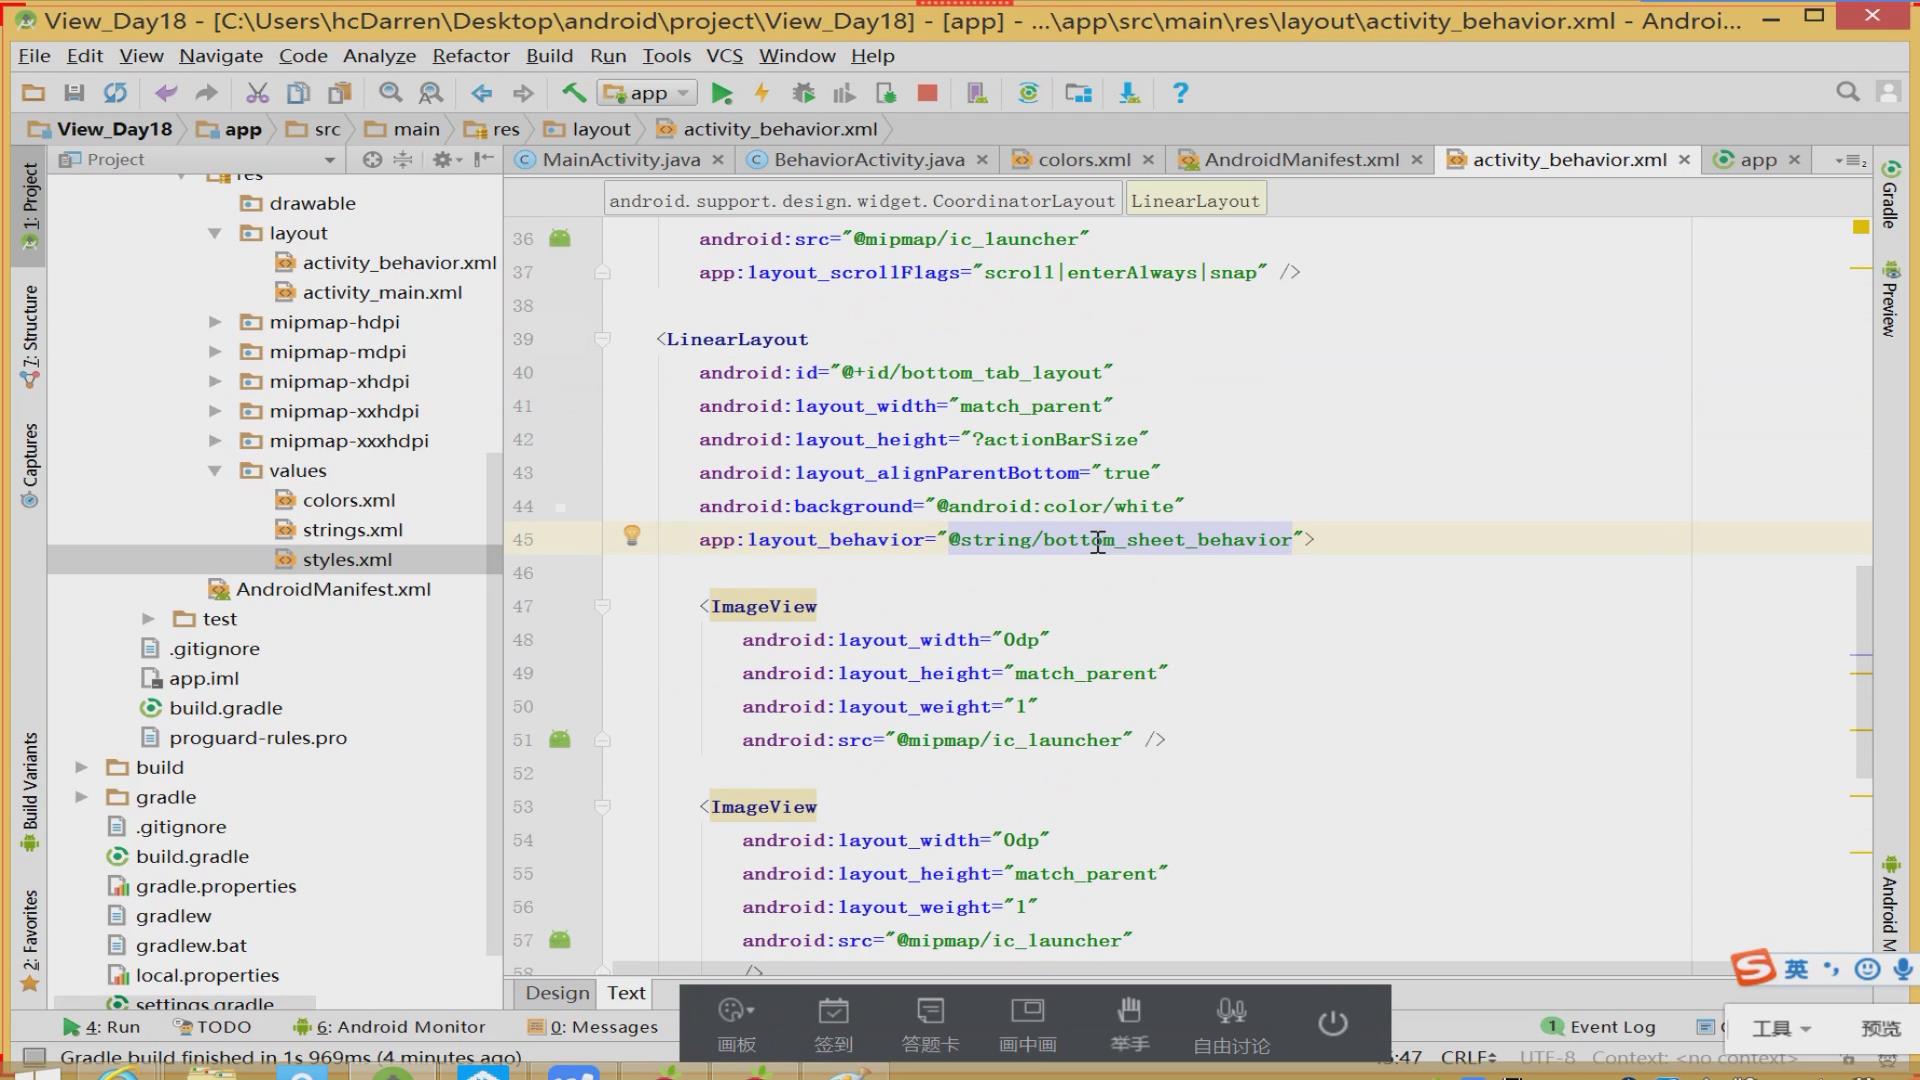 View_Day18 - [C:\Users\hcDarren\Desktop\android\project\View_Day18] - [app] - ...\app\src\main\res\layout\activity_behavior.xml - Androi...
File Edit View Navigate Code Analyze Refactor Build Run Tools VCS Window Help
app
View_Day18 app src main res layout activity_behavior.xml
Project
MainActivity.java BehaviorActivity.java colors.xml AndroidManifest.xml activity_behavior.xml app
android.support.design.widget.CoordinatorLayout LinearLayout
1: Project
7: Structure
Captures
Build Variants
2: Favorites
res
drawable
layout
activity_behavior.xml
activity_main.xml
mipmap-hdpi
mipmap-mdpi
mipmap-xhdpi
mipmap-xxhdpi
mipmap-xxxhdpi
values
colors.xml
strings.xml
styles.xml
AndroidManifest.xml
test
.gitignore
app.iml
build.gradle
proguard-rules.pro
build
gradle
.gitignore
build.gradle
gradle.properties
gradlew
gradlew.bat
local.properties
settings.gradle
36 android:src="@mipmap/ic_launcher"
37 app:layout_scrollFlags="scroll|enterAlways|snap" />
38
39 <LinearLayout
40 android:id="@+id/bottom_tab_layout"
41 android:layout_width="match_parent"
42 android:layout_height="?actionBarSize"
43 android:layout_alignParentBottom="true"
44 android:background="@android:color/white"
45 app:layout_behavior="@string/bottom_sheet_behavior">
46
47 <ImageView
48 android:layout_width="0dp"
49 android:layout_height="match_parent"
50 android:layout_weight="1"
51 android:src="@mipmap/ic_launcher" />
52
53 <ImageView
54 android:layout_width="0dp"
55 android:layout_height="match_parent"
56 android:layout_weight="1"
57 android:src="@mipmap/ic_launcher"
58 />
Gradle
Preview
Android M
英
Design Text
画板 签到 答题卡 画中画 举手 自由讨论
工具 预览
4: Run TODO 6: Android Monitor 0: Messages
1 Event Log
Gradle build finished in 1s 969ms (4 minutes ago)
:47 CRLF UTF-8 Context: <no context>